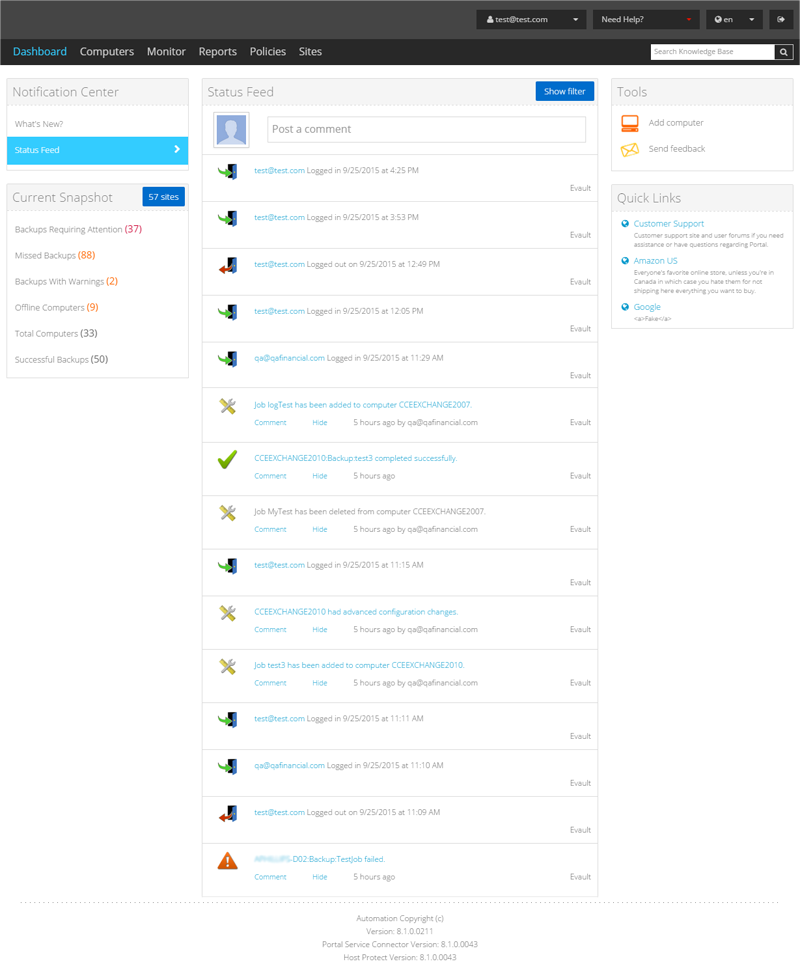 test@test.com
Need Help?
en
Dashboard Computers Monitor Reports Policies Sites
Search Knowledge Base
Notification Center
What's New?
Status Feed
Current Snapshot
57 sites
Backups Requiring Attention (37)
Missed Backups (88)
Backups With Warnings (2)
Offline Computers (9)
Total Computers (33)
Successful Backups (50)
Status Feed
Show filter
Post a comment
test@test.com Logged in 9/25/2015 at 4:25 PM
Evault
test@test.com Logged in 9/25/2015 at 3:53 PM
Evault
test@test.com Logged out on 9/25/2015 at 12:49 PM
Evault
test@test.com Logged in 9/25/2015 at 12:05 PM
Evault
qa@qafinancial.com Logged in 9/25/2015 at 11:29 AM
Evault
Job logTest has been added to computer CCEEXCHANGE2007.
Comment Hide 5 hours ago by qa@qafinancial.com Evault
CCEEXCHANGE2010:Backup:test3 completed successfully.
Comment Hide 5 hours ago Evault
Job MyTest has been deleted from computer CCEEXCHANGE2007.
Comment Hide 5 hours ago by qa@qafinancial.com Evault
test@test.com Logged in 9/25/2015 at 11:15 AM
Evault
CCEEXCHANGE2010 had advanced configuration changes.
Comment Hide 5 hours ago by qa@qafinancial.com Evault
Job test3 has been added to computer CCEEXCHANGE2010.
Comment Hide 5 hours ago by qa@qafinancial.com Evault
test@test.com Logged in 9/25/2015 at 11:11 AM
Evault
qa@qafinancial.com Logged in 9/25/2015 at 11:10 AM
Evault
test@test.com Logged out on 9/25/2015 at 11:09 AM
Evault
-D02:Backup:TestJob failed.
Comment Hide 5 hours ago Evault
Tools
Add computer
Send feedback
Quick Links
Customer Support
Customer support site and user forums if you need
assistance or have questions regarding Portal.
Amazon US
Everyone's favorite online store, unless you're in
Canada in which case you hate them for not
shipping here everything you want to buy.
Google
<a>Fake</a>
Automation Copyright (c)
Version: 8.1.0.0211
Portal Service Connector Version: 8.1.0.0043
Host Protect Version: 8.1.0.0043